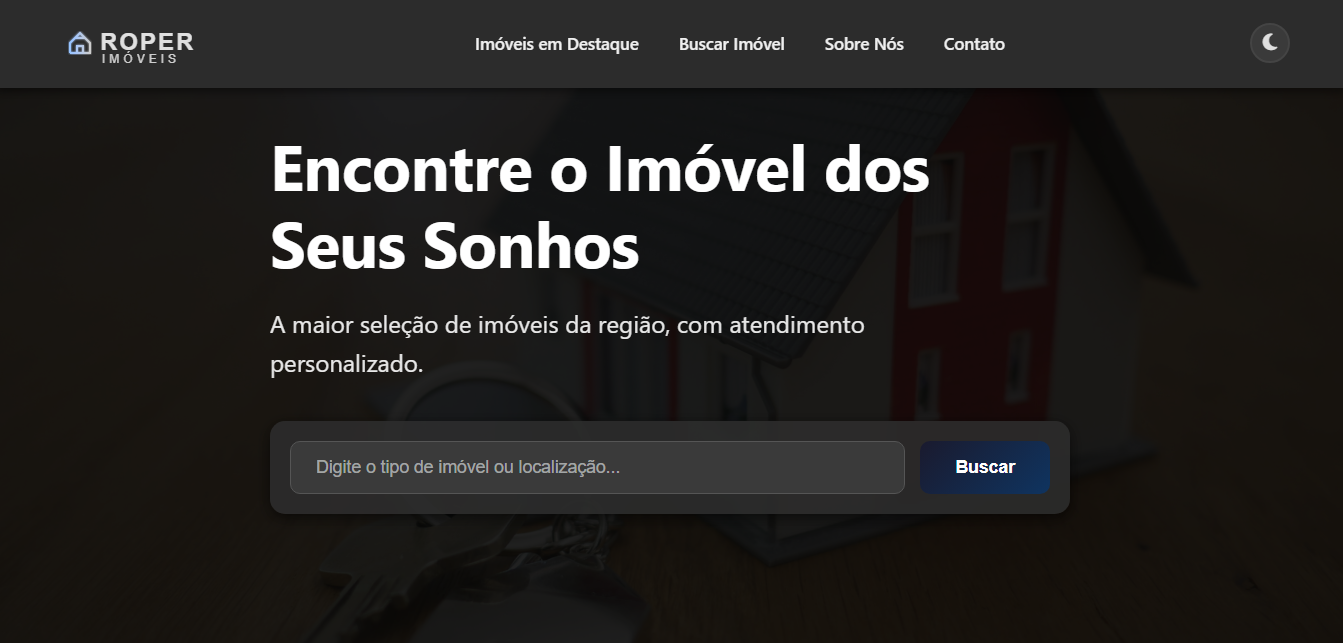 ROPER
IMÓVEIS
Imóveis em Destaque
Buscar Imóvel
Sobre Nós
Contato
Encontre o Imóvel dos
Seus Sonhos
A maior seleção de imóveis da região, com atendimento
personalizado.
Digite o tipo de imóvel ou localização...
Buscar